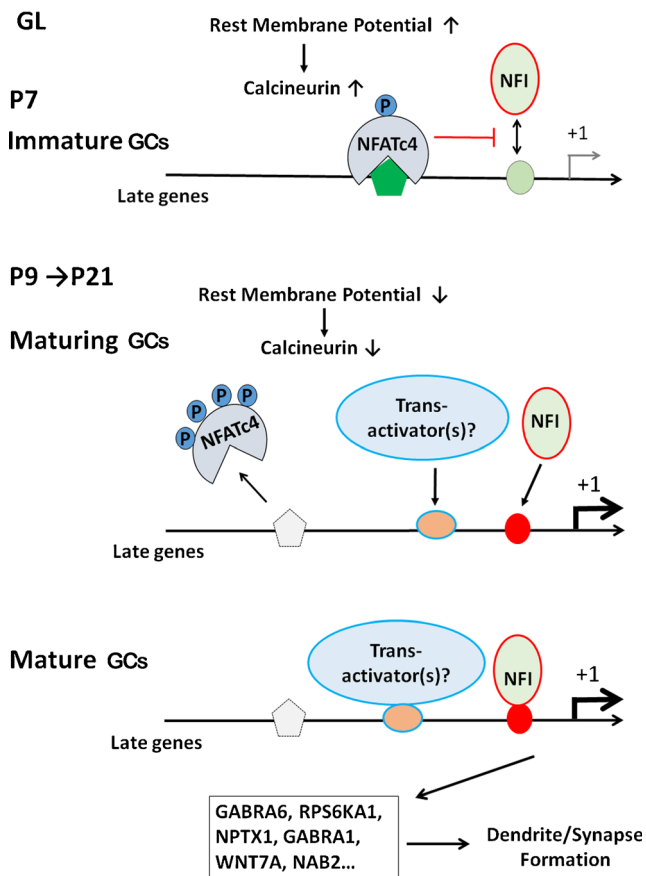 GL
Rest Membrane Potential ↑
Calcineurin ↑
P7
Immature GCs
P
NFATc4
NFI
+1
Late genes
P9 →P21
Rest Membrane Potential ↓
Maturing GCs
Calcineurin ↓
P
P
P
P
NFATc4
Trans-
activator(s)?
NFI
+1
Late genes
Mature GCs
Trans-
activator(s)?
NFI
+1
Late genes
GABRA6, RPS6KA1,
NPTX1, GABRA1,
WNT7A, NAB2...
Dendrite/Synapse
Formation